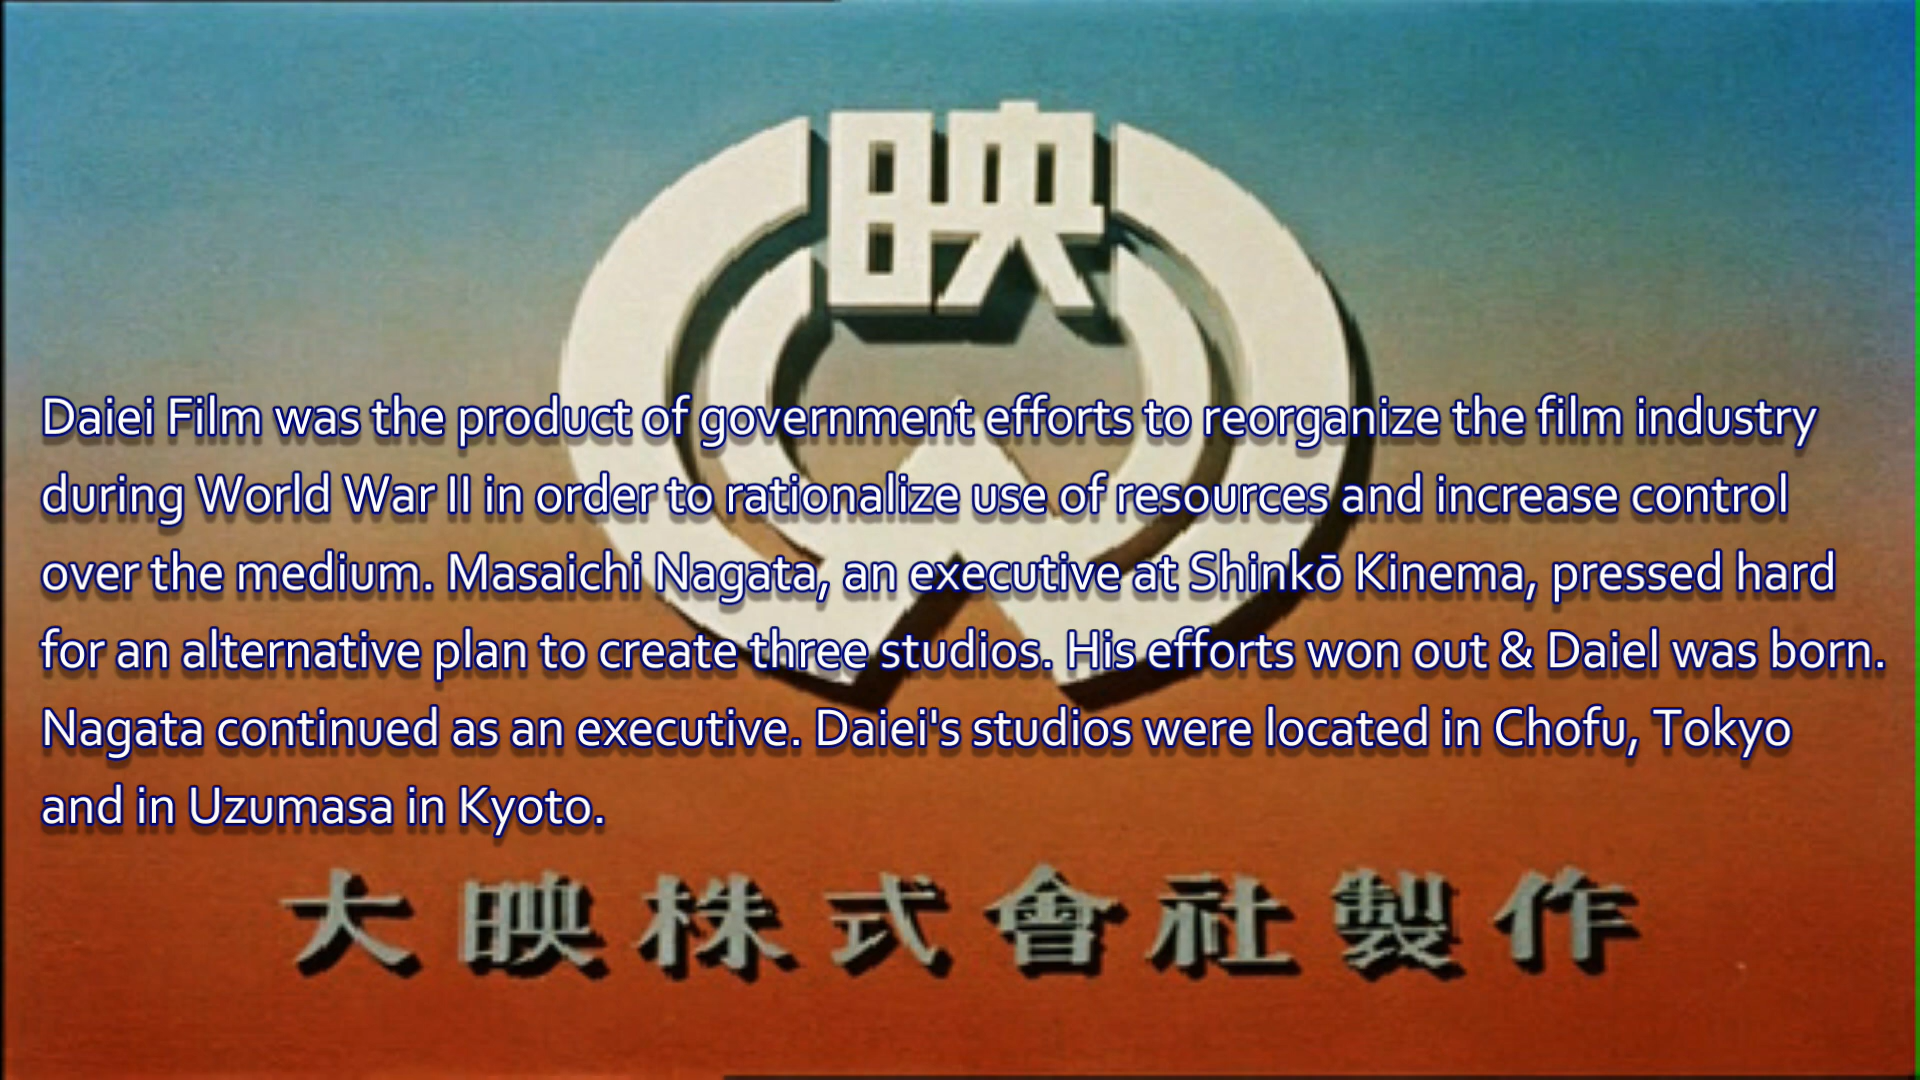 映
Daiei Film was the product of government efforts to reorganize the film industry
during World War II in order to rationalize use of resources and increase control
over the medium. Masaichi Nagata, an executive at Shinkō Kinema, pressed hard
for an alternative plan to create three studios. His efforts won out & Daiel was born.
Nagata continued as an executive. Daiei's studios were located in Chofu, Tokyo
and in Uzumasa in Kyoto.
大映株式會社製作